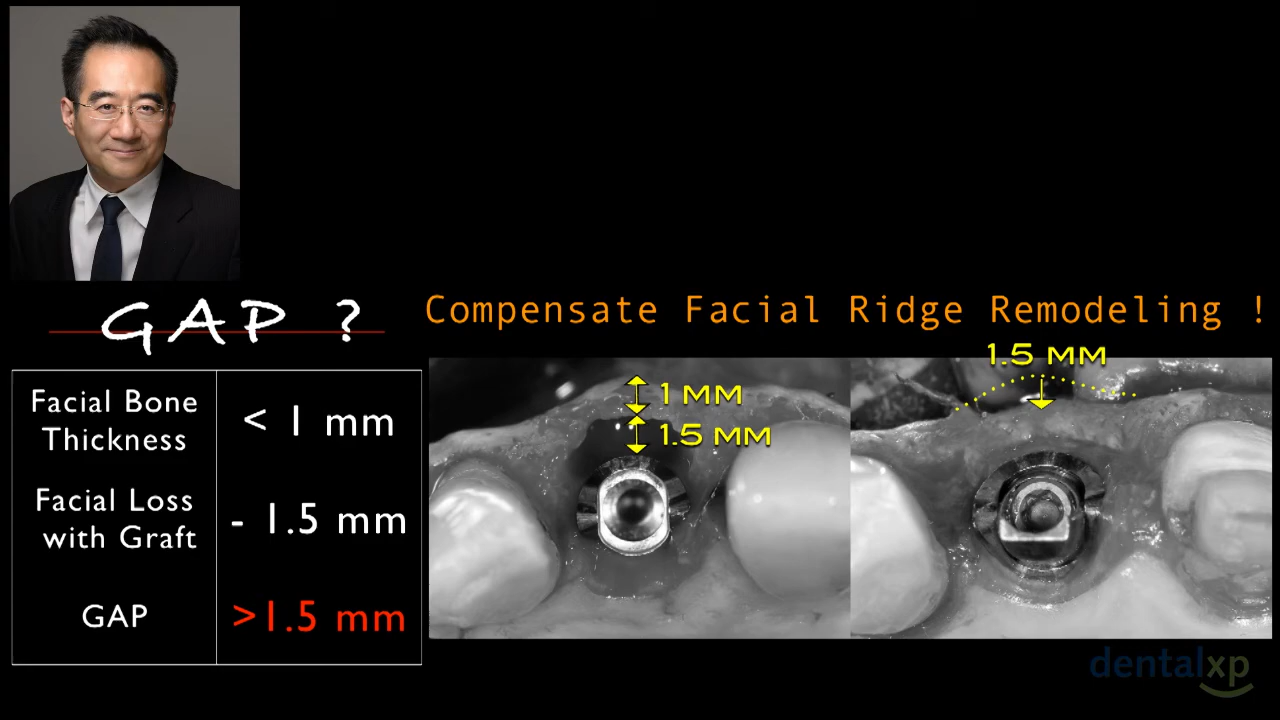 GAP ?
Compensate Facial Ridge Remodeling !
Facial Bone
Thickness
< 1 mm
Facial Loss
with Graft
- 1.5 mm
GAP
>1.5 mm
1 MM
1.5 MM
1.5 MM
dentalxp